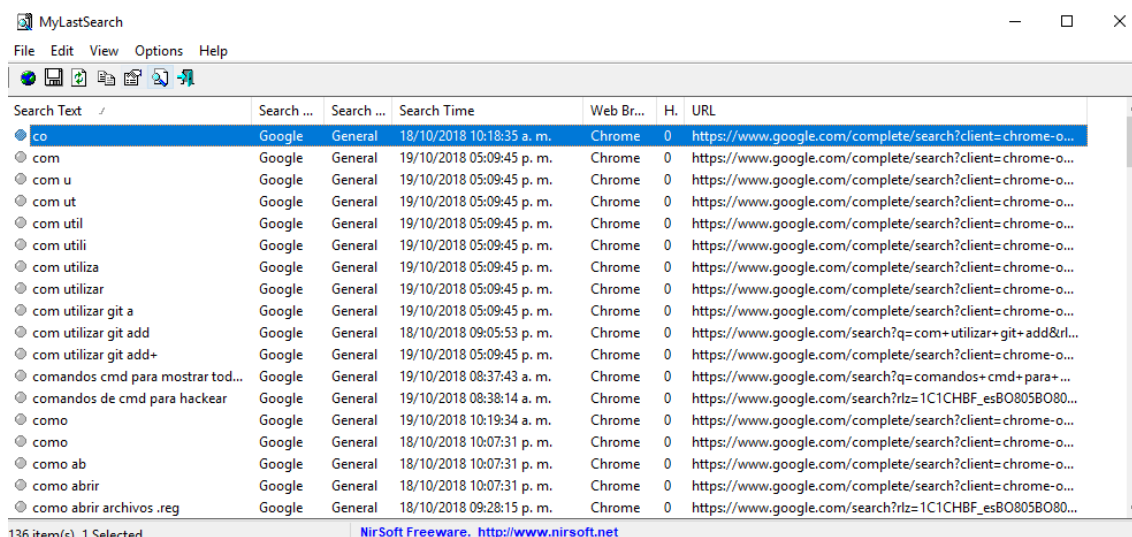 MyLastSearch
File Edit View Options Help
Search Text / Search ... Search ... Search Time Web Br... H. URL
co Google General 18/10/2018 10:18:35 a. m. Chrome 0 https://www.google.com/complete/search?client=chrome-o...
com Google General 19/10/2018 05:09:45 p. m. Chrome 0 https://www.google.com/complete/search?client=chrome-o...
com u Google General 19/10/2018 05:09:45 p. m. Chrome 0 https://www.google.com/complete/search?client=chrome-o...
com ut Google General 19/10/2018 05:09:45 p. m. Chrome 0 https://www.google.com/complete/search?client=chrome-o...
com util Google General 19/10/2018 05:09:45 p. m. Chrome 0 https://www.google.com/complete/search?client=chrome-o...
com utili Google General 19/10/2018 05:09:45 p. m. Chrome 0 https://www.google.com/complete/search?client=chrome-o...
com utiliza Google General 19/10/2018 05:09:45 p. m. Chrome 0 https://www.google.com/complete/search?client=chrome-o...
com utilizar Google General 19/10/2018 05:09:45 p. m. Chrome 0 https://www.google.com/complete/search?client=chrome-o...
com utilizar git a Google General 19/10/2018 05:09:45 p. m. Chrome 0 https://www.google.com/complete/search?client=chrome-o...
com utilizar git add Google General 18/10/2018 09:05:53 p. m. Chrome 0 https://www.google.com/search?q=com+utilizar+git+add&rl...
com utilizar git add+ Google General 19/10/2018 05:09:45 p. m. Chrome 0 https://www.google.com/complete/search?client=chrome-o...
comandos cmd para mostrar tod... Google General 19/10/2018 08:37:43 a. m. Chrome 0 https://www.google.com/search?q=comandos+cmd+para+...
comandos de cmd para hackear Google General 19/10/2018 08:38:14 a. m. Chrome 0 https://www.google.com/search?rlz=1C1CHBF_esBO805BO80...
como Google General 19/10/2018 10:19:34 a. m. Chrome 0 https://www.google.com/complete/search?client=chrome-o...
como Google General 18/10/2018 10:07:31 p. m. Chrome 0 https://www.google.com/complete/search?client=chrome-o...
como ab Google General 18/10/2018 10:07:31 p. m. Chrome 0 https://www.google.com/complete/search?client=chrome-o...
como abrir Google General 18/10/2018 10:07:31 p. m. Chrome 0 https://www.google.com/complete/search?client=chrome-o...
como abrir archivos .reg Google General 18/10/2018 09:28:15 p. m. Chrome 0 https://www.google.com/search?rlz=1C1CHBF_esBO805BO80...
136 item(s), 1 Selected NirSoft Freeware. http://www.nirsoft.net